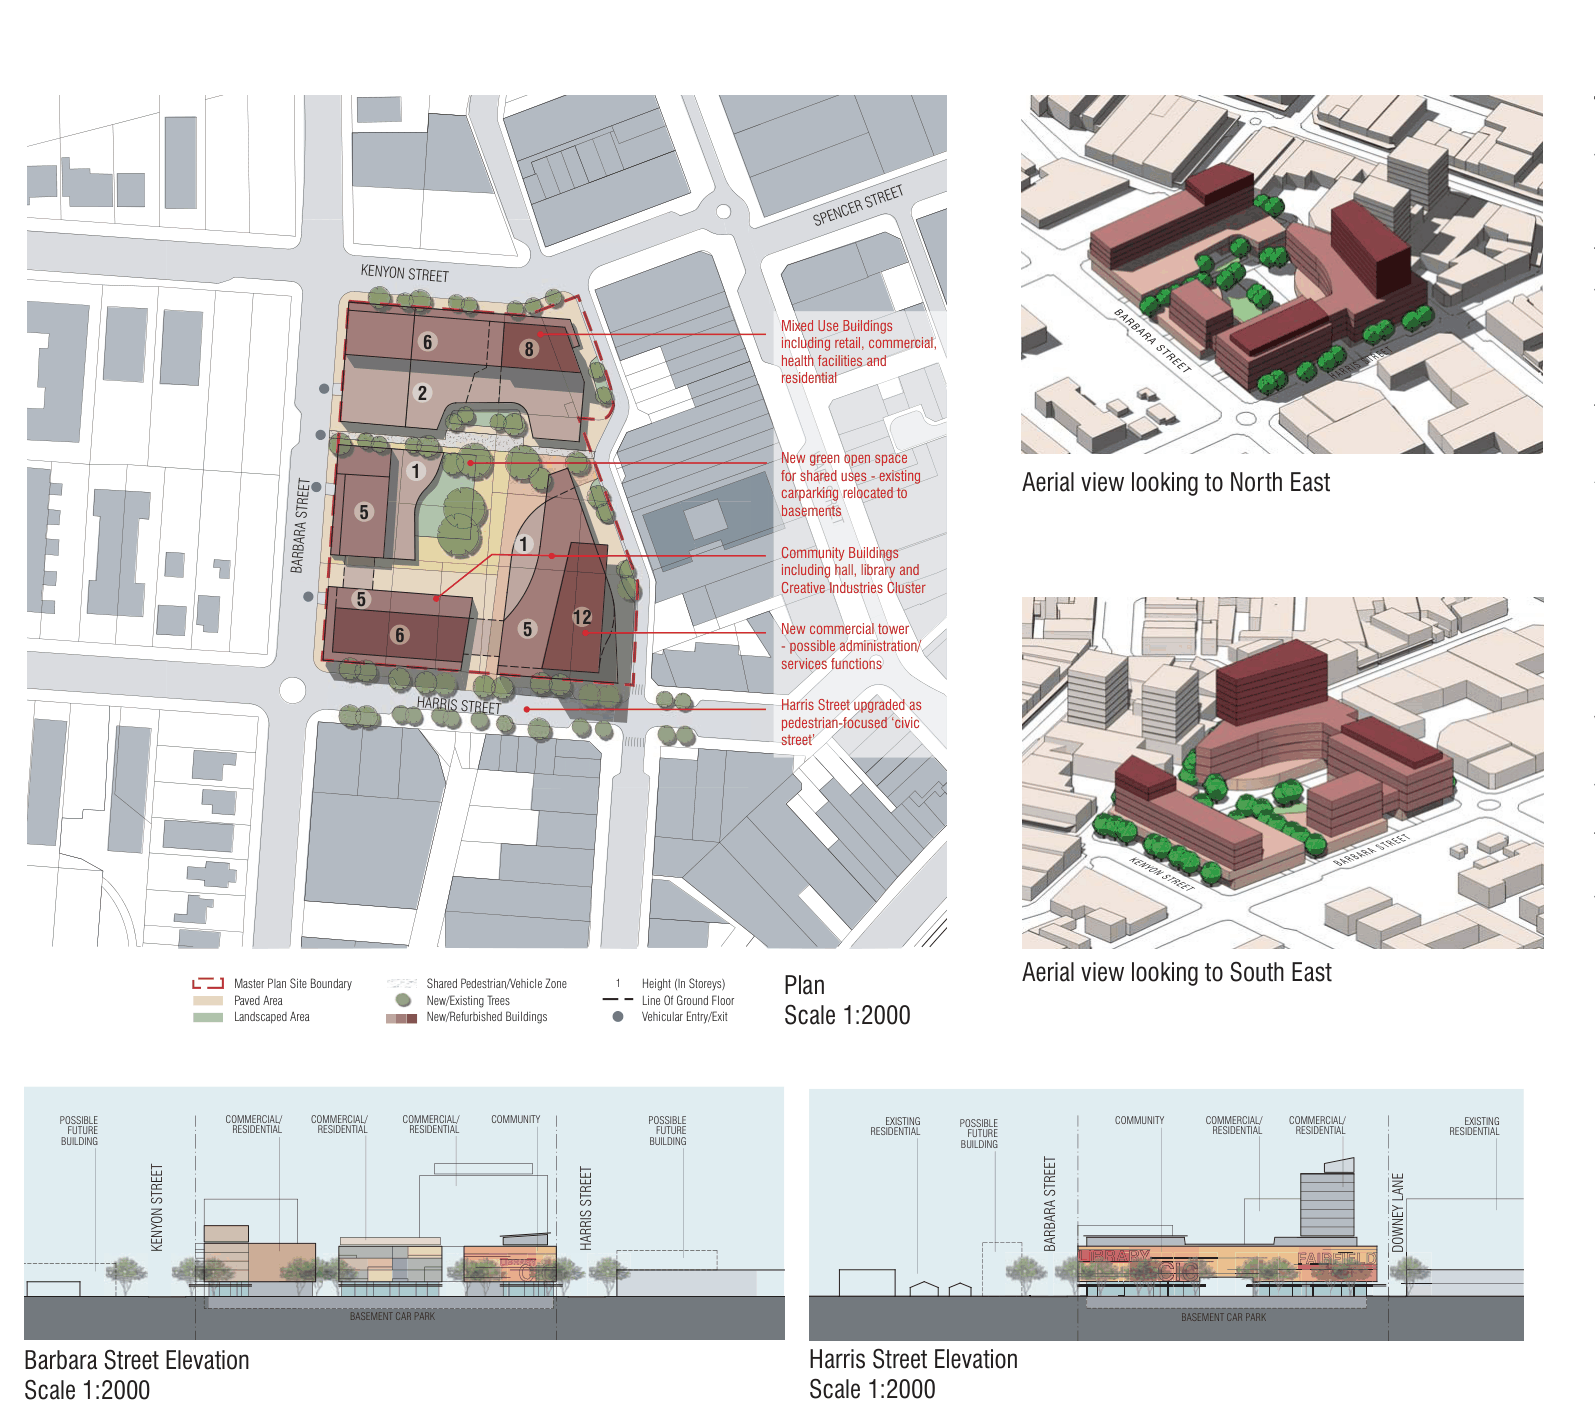 KENYON STREET
SPENCER STREET
BARBARA STREET
HARRIS STREET
6
8
2
1
5
1
5
6
5
12
Mixed Use Buildings
including retail, commercial,
health facilities and
residential
New green open space
for shared uses - existing
carparking relocated to
basements
Community Buildings
including hall, library and
Creative Industries Cluster
New commercial tower
- possible administration/
services functions
Harris Street upgraded as
pedestrian-focused 'civic
street'
Master Plan Site Boundary
Paved Area
Landscaped Area
Shared Pedestrian/Vehicle Zone
New/Existing Trees
New/Refurbished Buildings
1 Height (In Storeys)
Line Of Ground Floor
Vehicular Entry/Exit
Plan
Scale 1:2000
BARBARA STREET
HARRIS STREET
Aerial view looking to North East
KENYON STREET
BARBARA STREET
Aerial view looking to South East
POSSIBLE
FUTURE
BUILDING
KENYON STREET
COMMERCIAL/
RESIDENTIAL
COMMERCIAL/
RESIDENTIAL
COMMERCIAL/
RESIDENTIAL
COMMUNITY
HARRIS STREET
POSSIBLE
FUTURE
BUILDING
BASEMENT CAR PARK
Barbara Street Elevation
Scale 1:2000
EXISTING
RESIDENTIAL
POSSIBLE
FUTURE
BUILDING
BARBARA STREET
COMMUNITY
COMMERCIAL/
RESIDENTIAL
COMMERCIAL/
RESIDENTIAL
DOWNEY LANE
EXISTING
RESIDENTIAL
LIBRARY
FAIRFIELD
BASEMENT CAR PARK
Harris Street Elevation
Scale 1:2000